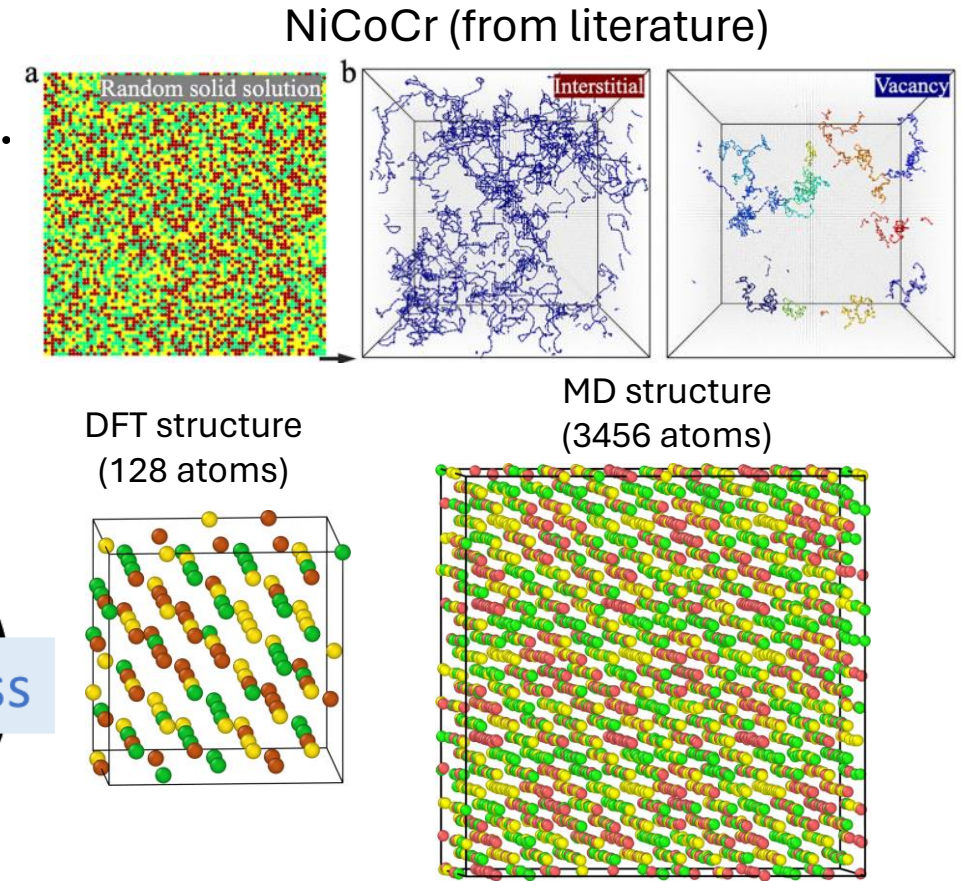 NiCoCr (from literature)
a
Random solid solution
b
Interstitial
Vacancy
.
DFT structure
(128 atoms)
MD structure
(3456 atoms)
ss